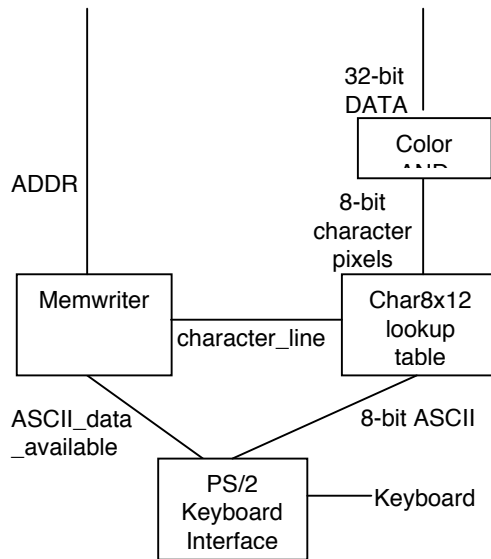 32-bit
DATA
Color
AND
ADDR
8-bit
character
pixels
Memwriter
Char8x12
lookup
table
character_line
ASCII_data
_available
8-bit ASCII
PS/2
Keyboard
Interface
Keyboard